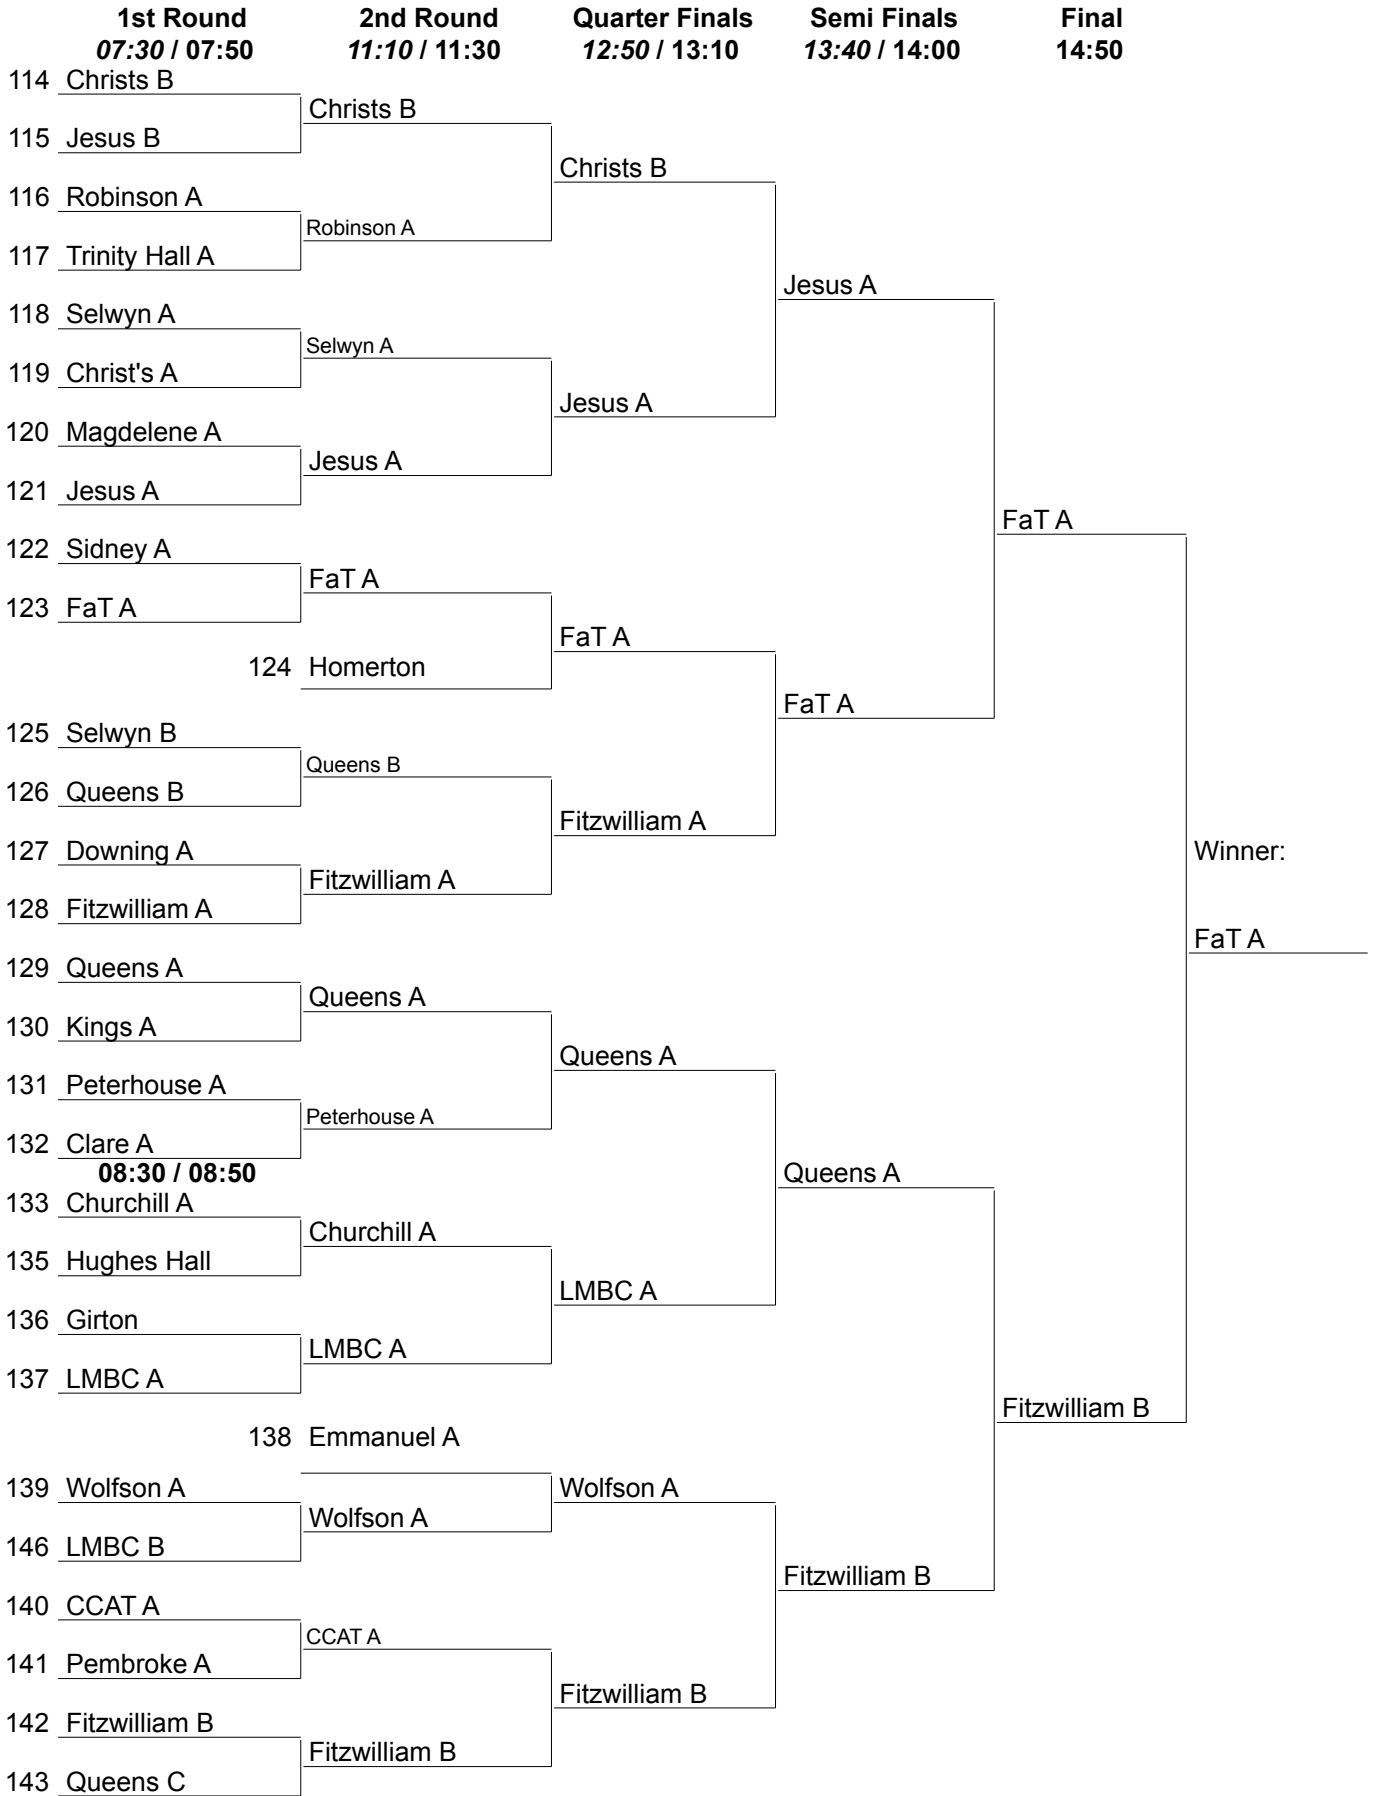 1st Round 2nd Round Quarter Finals Semi Finals Final
07:30 / 07:50 11:10 / 11:30 12:50 / 13:10 13:40 / 14:00 14:50
114 Christs B
Christs B
115 Jesus B
Christs B
116 Robinson A
Robinson A
117 Trinity Hall A
Jesus A
118 Selwyn A
Selwyn A
119 Christ's A
Jesus A
120 Magdelene A
Jesus A
121 Jesus A
FaT A
122 Sidney A
FaT A
123 FaT A
FaT A
124 Homerton
FaT A
125 Selwyn B
Queens B
126 Queens B
Fitzwilliam A
127 Downing A Winner:
Fitzwilliam A
128 Fitzwilliam A
FaT A
129 Queens A
Queens A
130 Kings A
Queens A
131 Peterhouse A
Peterhouse A
132 Clare A
08:30 / 08:50 Queens A
133 Churchill A
Churchill A
135 Hughes Hall
LMBC A
136 Girton
LMBC A
137 LMBC A
Fitzwilliam B
138 Emmanuel A
139 Wolfson A Wolfson A
Wolfson A
146 LMBC B
Fitzwilliam B
140 CCAT A
CCAT A
141 Pembroke A
Fitzwilliam B
142 Fitzwilliam B
Fitzwilliam B
143 Queens C